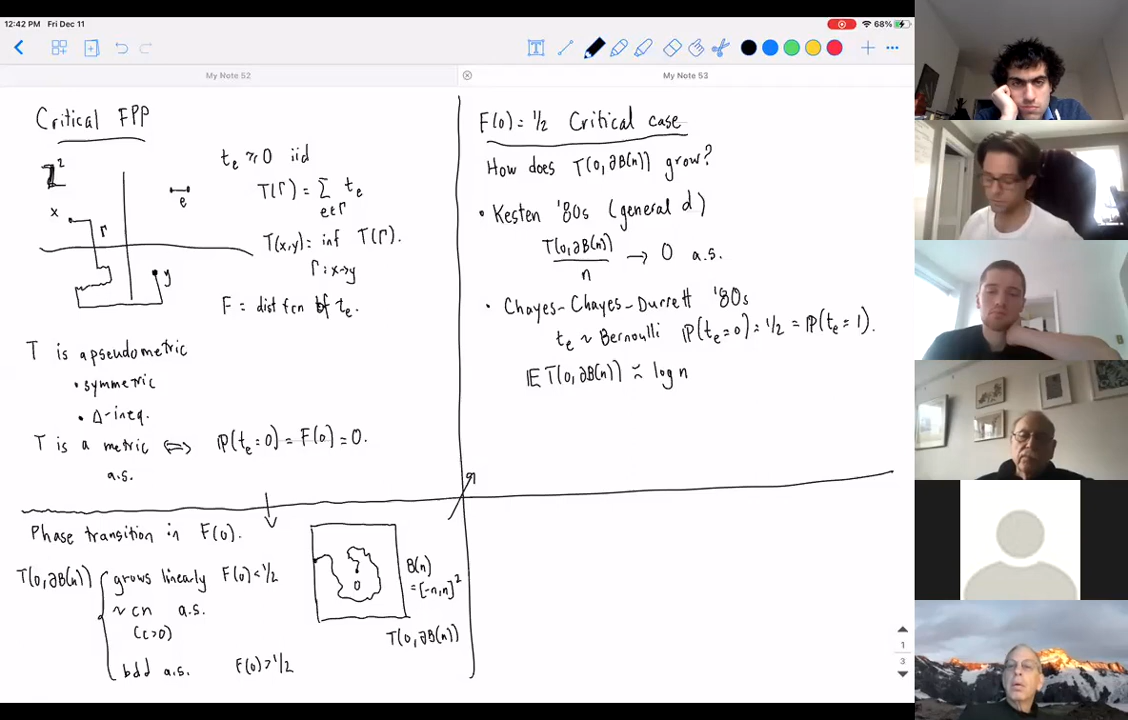 12:42 PM Fri Dec 11
68%
My Note 52
My Note 53
Critical FPP
ℤ²
t_e ≥ 0 iid
T(Γ) = Σ_{e∈Γ} t_e
e
x
Γ
T(x,y) = inf T(Γ).
Γ: x→y
y
F = dist fcn of t_e.
T is a pseudometric
• symmetric
• Δ-ineq.
T is a metric ⟺ ℙ(t_e=0) = F(0) = 0.
a.s.
Phase transition in F(0).
T(0,∂B(n)) { grows linearly F(0) < 1/2
~ cn a.s.
(c>0)
bdd a.s. F(0) > 1/2
0
B(n)
= [-n,n]²
T(0,∂B(n))
F(0) = 1/2 Critical case
How does T(0,∂B(n)) grow?
• Kesten '80s (general d)
T(0,∂B(n))/n → 0 a.s.
• Chayes-Chayes-Durrett '80s
t_e ~ Bernoulli ℙ(t_e=0) = 1/2 = ℙ(t_e=1).
𝔼 T(0,∂B(n)) ≍ log n
1
3